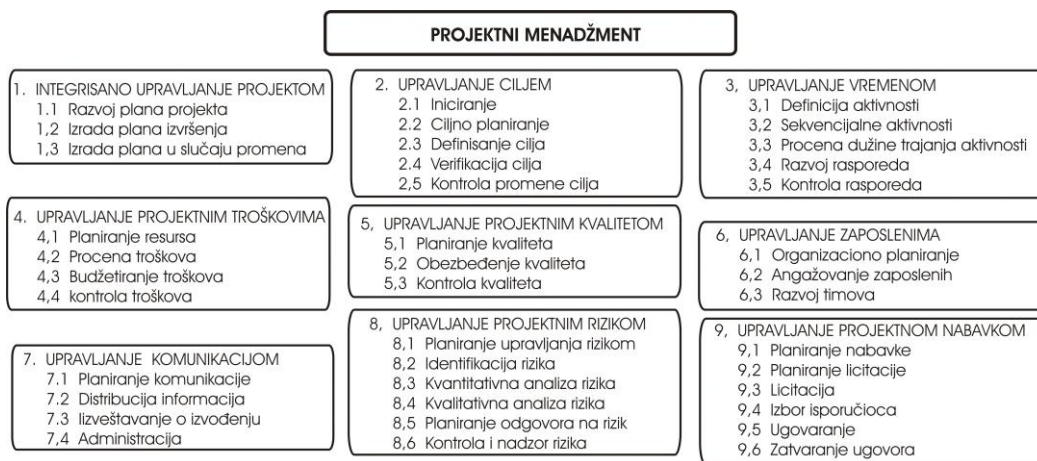 PROJEKTNI MENADŽMENT
1. INTEGRISANO UPRAVLJANJE PROJEKTOM
1.1 Razvoj plana projekta
1,2 Izrada plana izvršenja
1,3 Izrada plana u slučaju promena
2. UPRAVLJANJE CILJEM
2.1 Iniciranje
2.2 Ciljno planiranje
2.3 Definisanje cilja
2.4 Verifikacija cilja
2,5 Kontrola promene cilja
3, UPRAVLJANJE VREMENOM
3,1 Definicija aktivnosti
3,2 Sekvencijalne aktivnosti
3,3 Procena dužine trajanja aktivnosti
3,4 Razvoj rasporeda
3,5 Kontrola rasporeda
4. UPRAVLJANJE PROJEKTNIM TROŠKOVIMA
4,1 Planiranje resursa
4,2 Procena troškova
4,3 Budžetiranje troškova
4,4 kontrola troškova
5, UPRAVLJANJE PROJEKTNIM KVALITETOM
5,1 Planiranje kvaliteta
5,2 Obezbeđenje kvaliteta
5,3 Kontrola kvaliteta
6, UPRAVLJANJE ZAPOSLENIMA
6,1 Organizaciono planiranje
6,2 Angažovanje zaposlenih
6,3 Razvoj timova
7. UPRAVLJANJE KOMUNIKACIJOM
7.1 Planiranje komunikacije
7.2 Distribucija informacija
7.3 Iizveštavanje o izvođenju
7,4 Administracija
8, UPRAVLJANJE PROJEKTNIM RIZIKOM
8,1 Planiranje upravljanja rizikom
8,2 Identifikacija rizika
8,3 Kvantitativna analiza rizika
8,4 Kvalitativna analiza rizika
8,5 Planiranje odgovora na rizik
8,6 Kontrola i nadzor rizika
9, UPRAVLJANJE PROJEKTNOM NABAVKOM
9,1 Planiranje nabavke
9,2 Planiranje licitacije
9,3 Licitacija
9,4 Izbor isporučioca
9,5 Ugovaranje
9,6 Zatvaranje ugovora